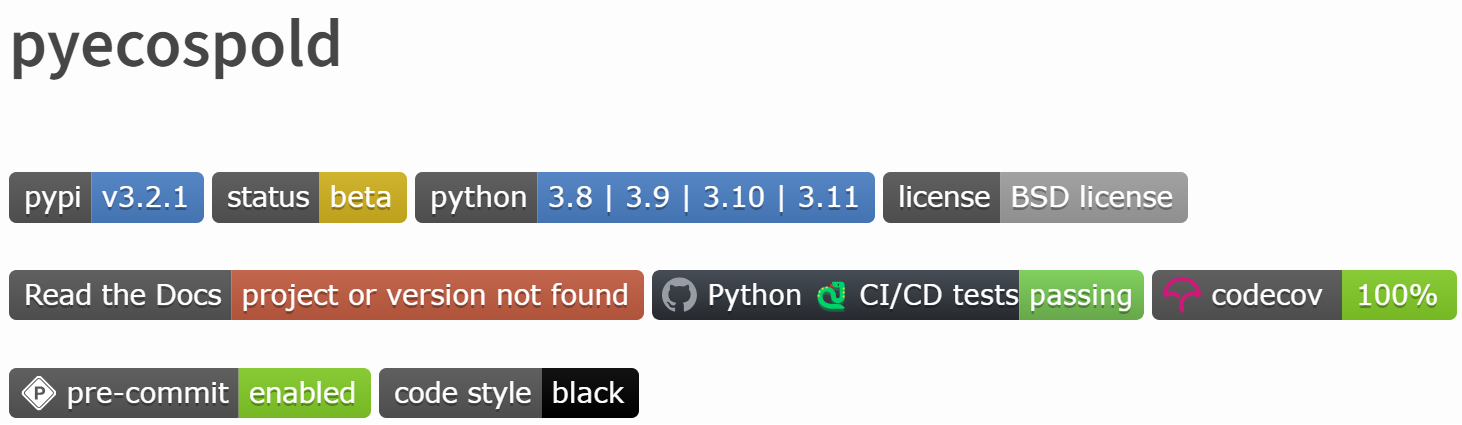 pyecospold
pypi v3.2.1 status beta python 3.8 | 3.9 | 3.10 | 3.11 license BSD license
Read the Docs project or version not found Python CI/CD tests passing codecov 100%
pre-commit enabled code style black